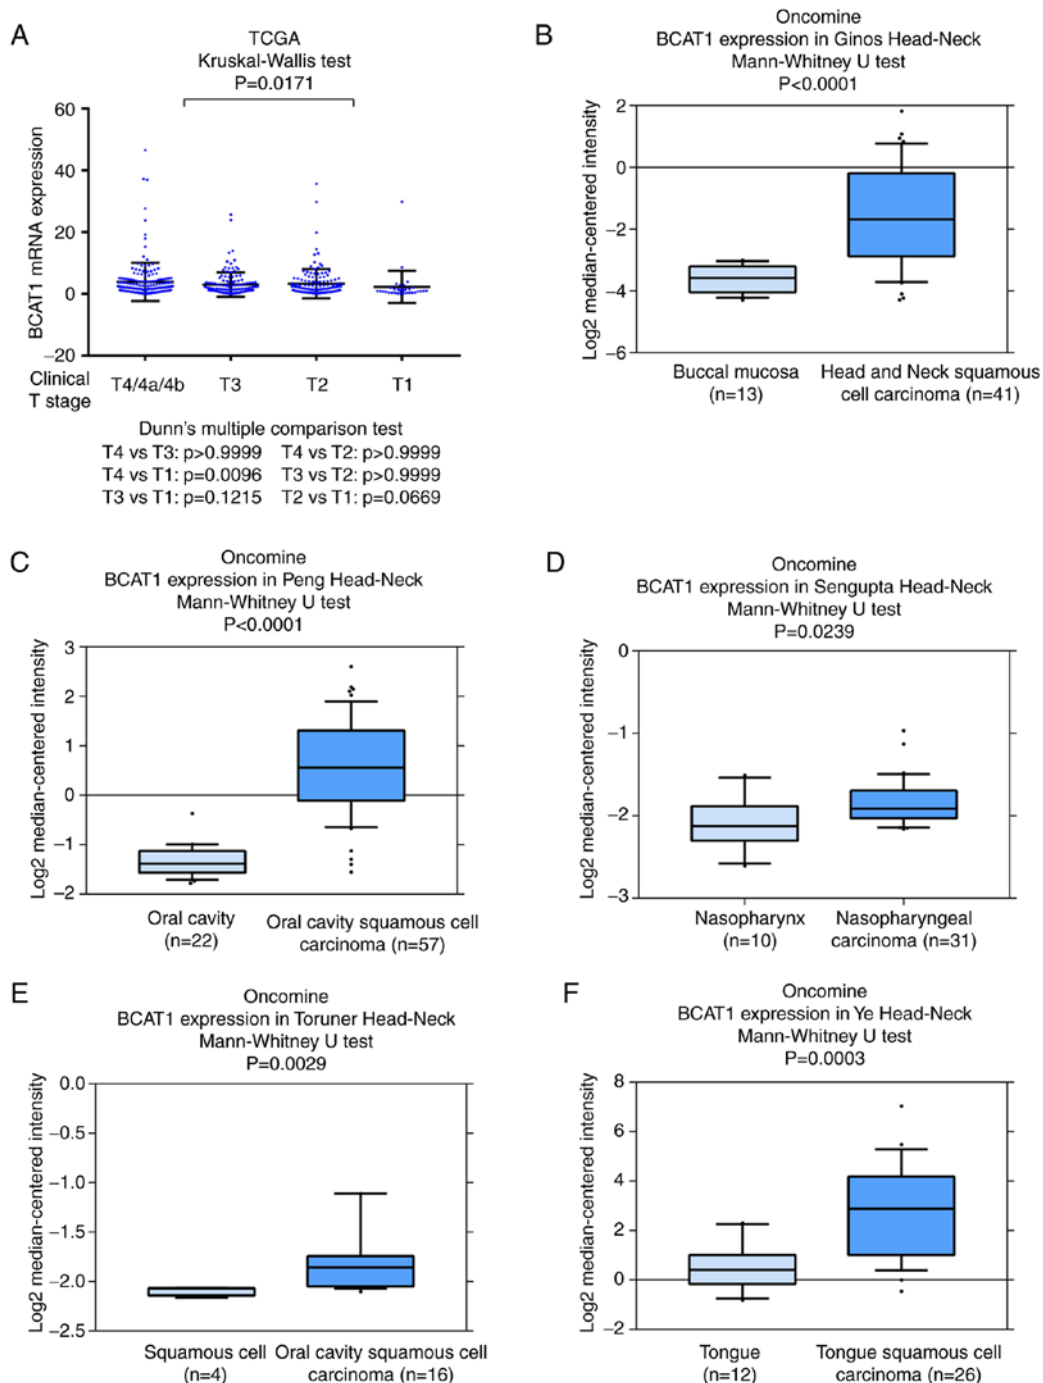 A
TCGA
Kruskal-Wallis test
P=0.0171
BCAT1 mRNA expression
60
40
20
0
−20
Clinical
T stage
T4/4a/4b T3 T2 T1
Dunn's multiple comparison test
T4 vs T3: p>0.9999 T4 vs T2: p>0.9999
T4 vs T1: p=0.0096 T3 vs T2: p>0.9999
T3 vs T1: p=0.1215 T2 vs T1: p=0.0669
B
Oncomine
BCAT1 expression in Ginos Head-Neck
Mann-Whitney U test
P<0.0001
Log2 median-centered intensity
2
0
−2
−4
−6
Buccal mucosa
(n=13)
Head and Neck squamous
cell carcinoma (n=41)
C
Oncomine
BCAT1 expression in Peng Head-Neck
Mann-Whitney U test
P<0.0001
Log2 median-centered intensity
3
2
1
0
−1
−2
Oral cavity
(n=22)
Oral cavity squamous cell
carcinoma (n=57)
D
Oncomine
BCAT1 expression in Sengupta Head-Neck
Mann-Whitney U test
P=0.0239
Log2 median-centered intensity
0
−1
−2
−3
Nasopharynx
(n=10)
Nasopharyngeal
carcinoma (n=31)
E
Oncomine
BCAT1 expression in Toruner Head-Neck
Mann-Whitney U test
P=0.0029
Log2 median-centered intensity
0.0
−0.5
−1.0
−1.5
−2.0
−2.5
Squamous cell
(n=4)
Oral cavity squamous cell
carcinoma (n=16)
F
Oncomine
BCAT1 expression in Ye Head-Neck
Mann-Whitney U test
P=0.0003
Log2 median-centered intensity
8
6
4
2
0
−2
Tongue
(n=12)
Tongue squamous cell
carcinoma (n=26)